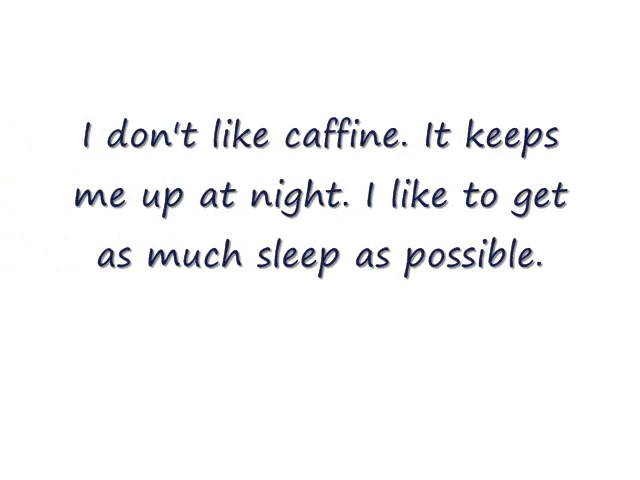 I don't like caffine. It keeps
me up at night. I like to get
as much sleep as possible.